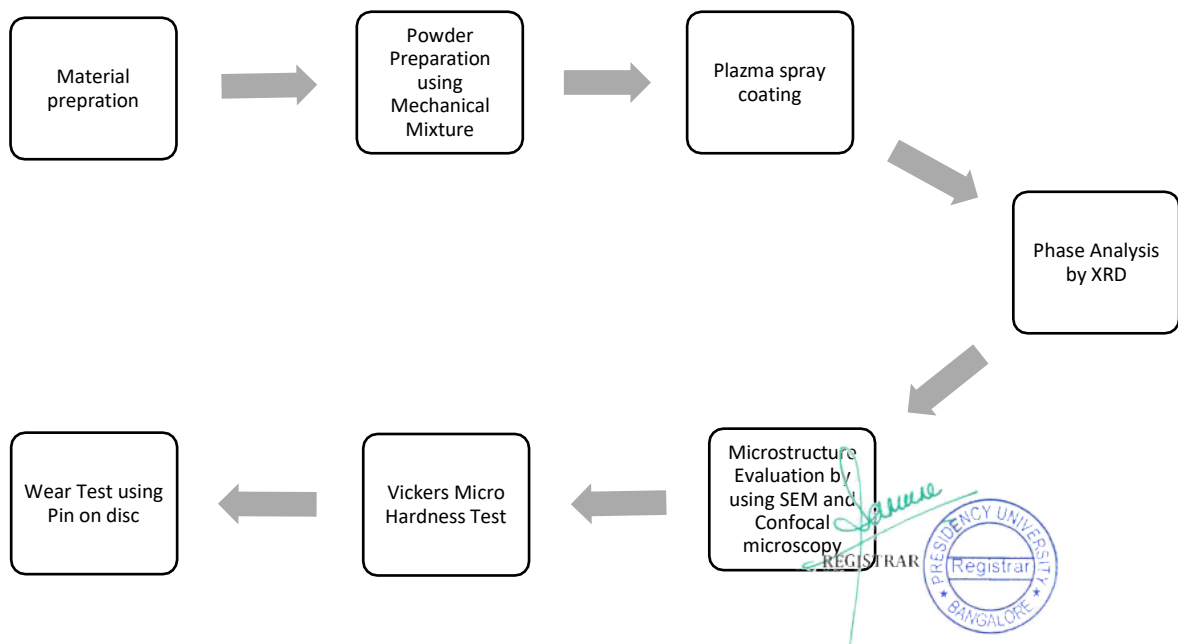 Material
prepration
Powder
Preparation
using
Mechanical
Mixture
Plazma spray
coating
Phase Analysis
by XRD
Microstructure
Evaluation by
using SEM and
Confocal
microscopy
Vickers Micro
Hardness Test
Wear Test using
Pin on disc
REGISTRAR
PRESIDENCY UNIVERSITY
Registrar
★ BANGALORE ★